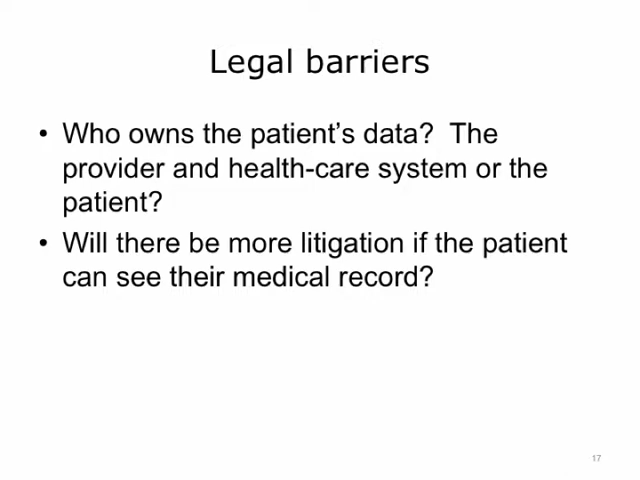 Legal barriers
• Who owns the patient’s data?  The
provider and health-care system or the
patient?
• Will there be more litigation if the patient
can see their medical record?
17